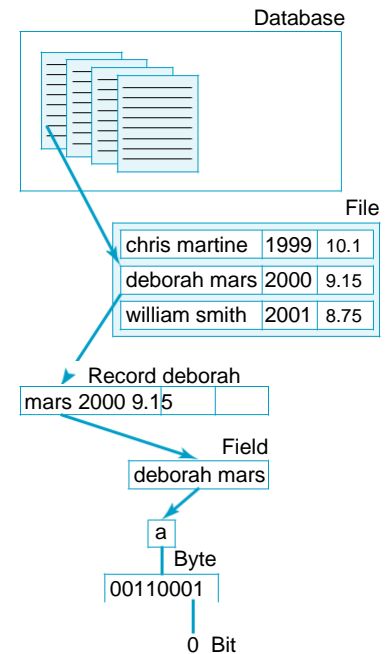 Database
File
chris martine 1999 10.1
deborah mars 2000 9.15
william smith 2001 8.75
Record deborah
mars 2000 9.15
Field
deborah mars
a
Byte
00110001
0 Bit